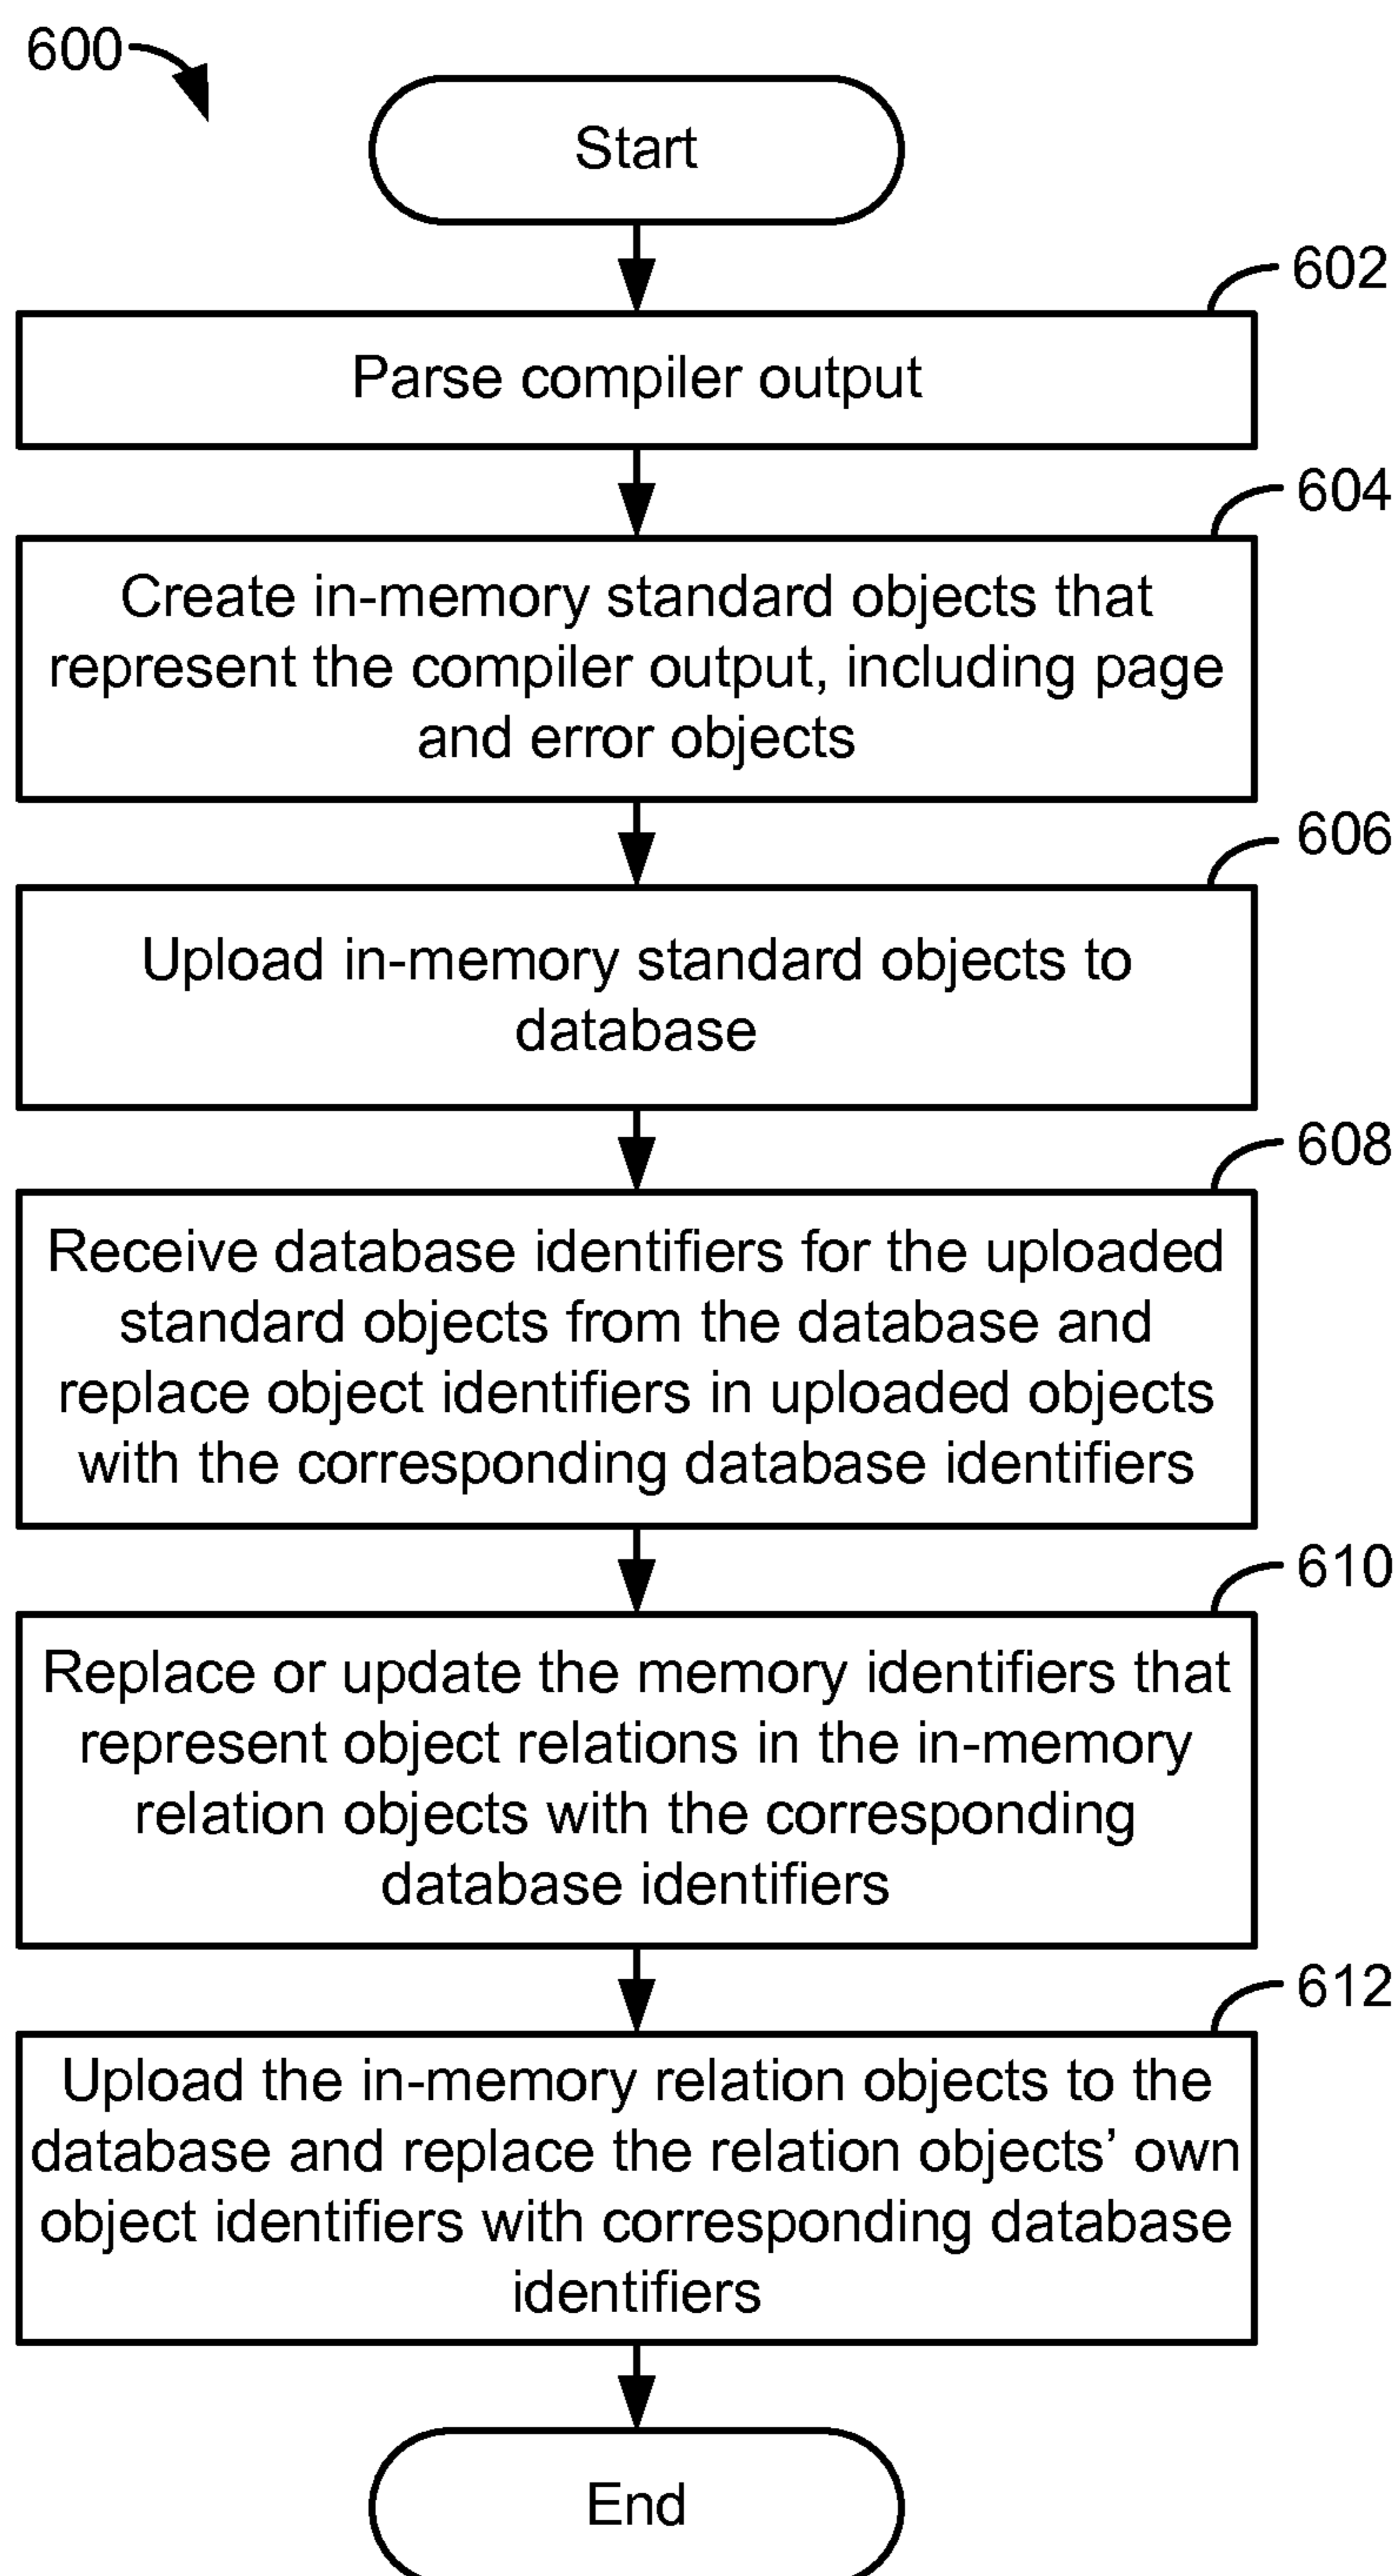 600
Start
602
Parse compiler output
604
Create in-memory standard objects that
represent the compiler output, including page
and error objects
606
Upload in-memory standard objects to
database
608
Receive database identifiers for the uploaded
standard objects from the database and
replace object identifiers in uploaded objects
with the corresponding database identifiers
610
Replace or update the memory identifiers that
represent object relations in the in-memory
relation objects with the corresponding
database identifiers
612
Upload the in-memory relation objects to the
database and replace the relation objects’ own
object identifiers with corresponding database
identifiers
End